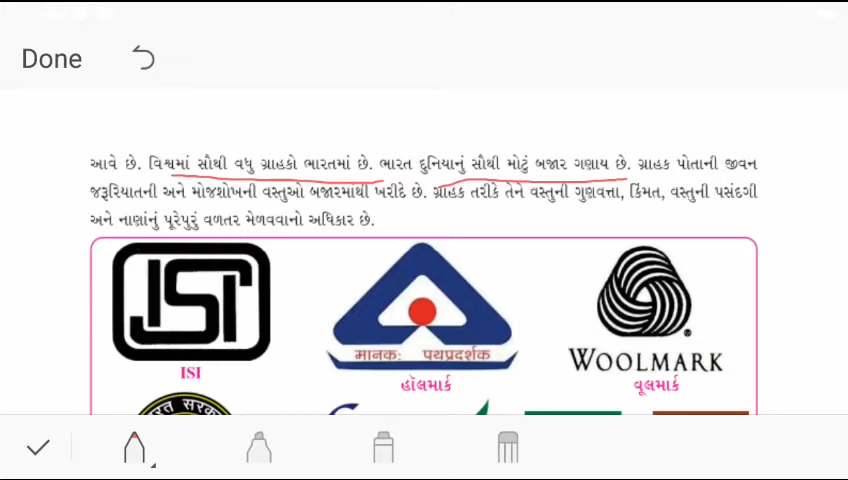 Done
આવે છે. વિશ્વમાં સૌથી વધુ ગ્રાહકો ભારતમાં છે. ભારત દુનિયાનું સૌથી મોટું બજાર ગણાય છે. ગ્રાહક પોતાની જીવન
જરૂરિયાતની અને મોજશોખની વસ્તુઓ બજારમાંથી ખરીદે છે. ગ્રાહક તરીકે તેને વસ્તુની ગુણવત્તા, કિંમત, વસ્તુની પસંદગી
અને નાણાંનું પૂરેપુરું વળતર મેળવવાનો અધિકાર છે.
ISI
मानक: पथप्रदर्शक
WOOLMARK
ISI
હૉલમાર્ક
વૂલમાર્ક